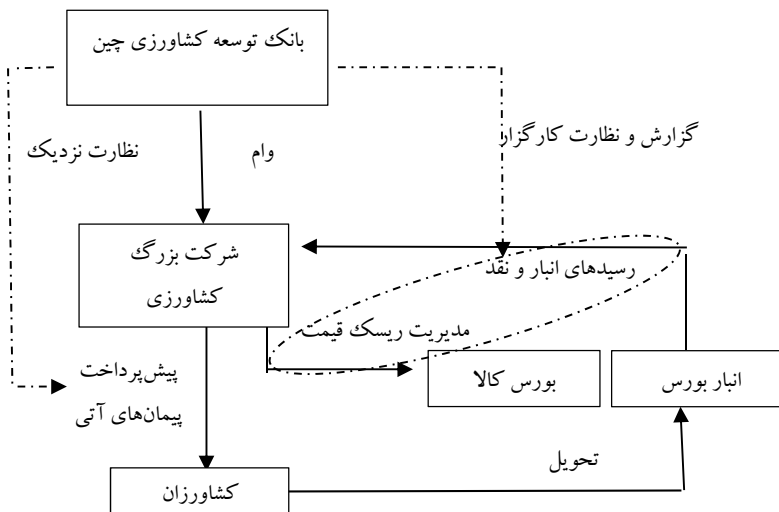 بانک توسعه کشاورزی چین
گزارش و نظارت کارگزار
وام
نظارت نزدیک
شرکت بزرگ
کشاورزی
رسیدهای انبار و نقد
مدیریت ریسک قیمت
انبار بورس
بورس کالا
پیش‌پرداخت
پیمان‌های آتی
تحویل
کشاورزان